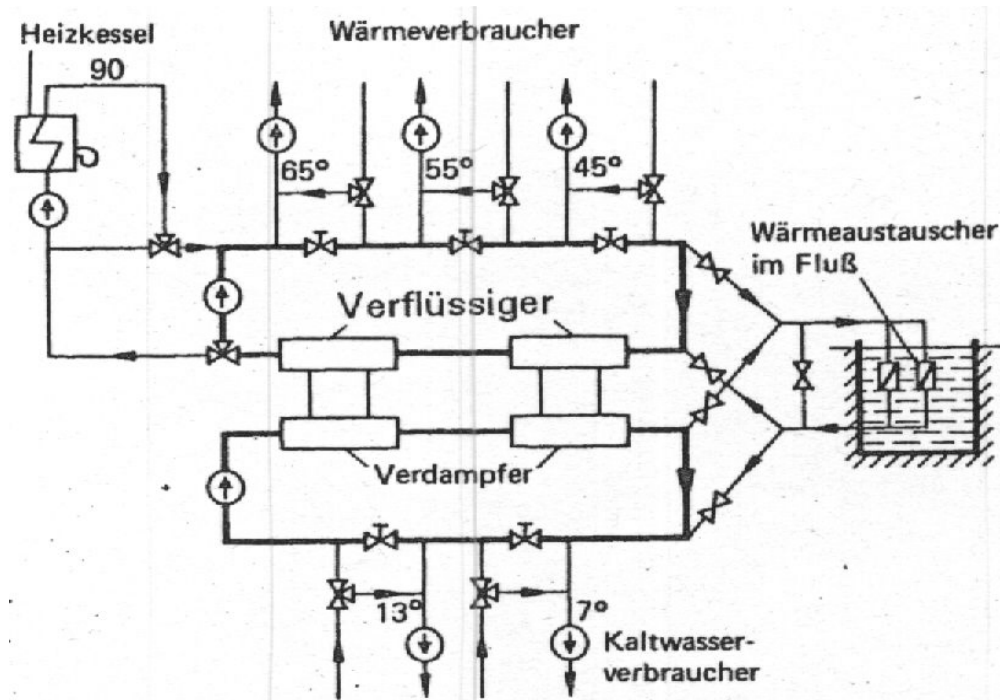 Heizkessel
90
Wärmeverbraucher
65°
55°
45°
Wärmeaustauscher
im Fluß
Verflüssiger
Verdampfer
13°
7°
Kaltwasser-
verbraucher